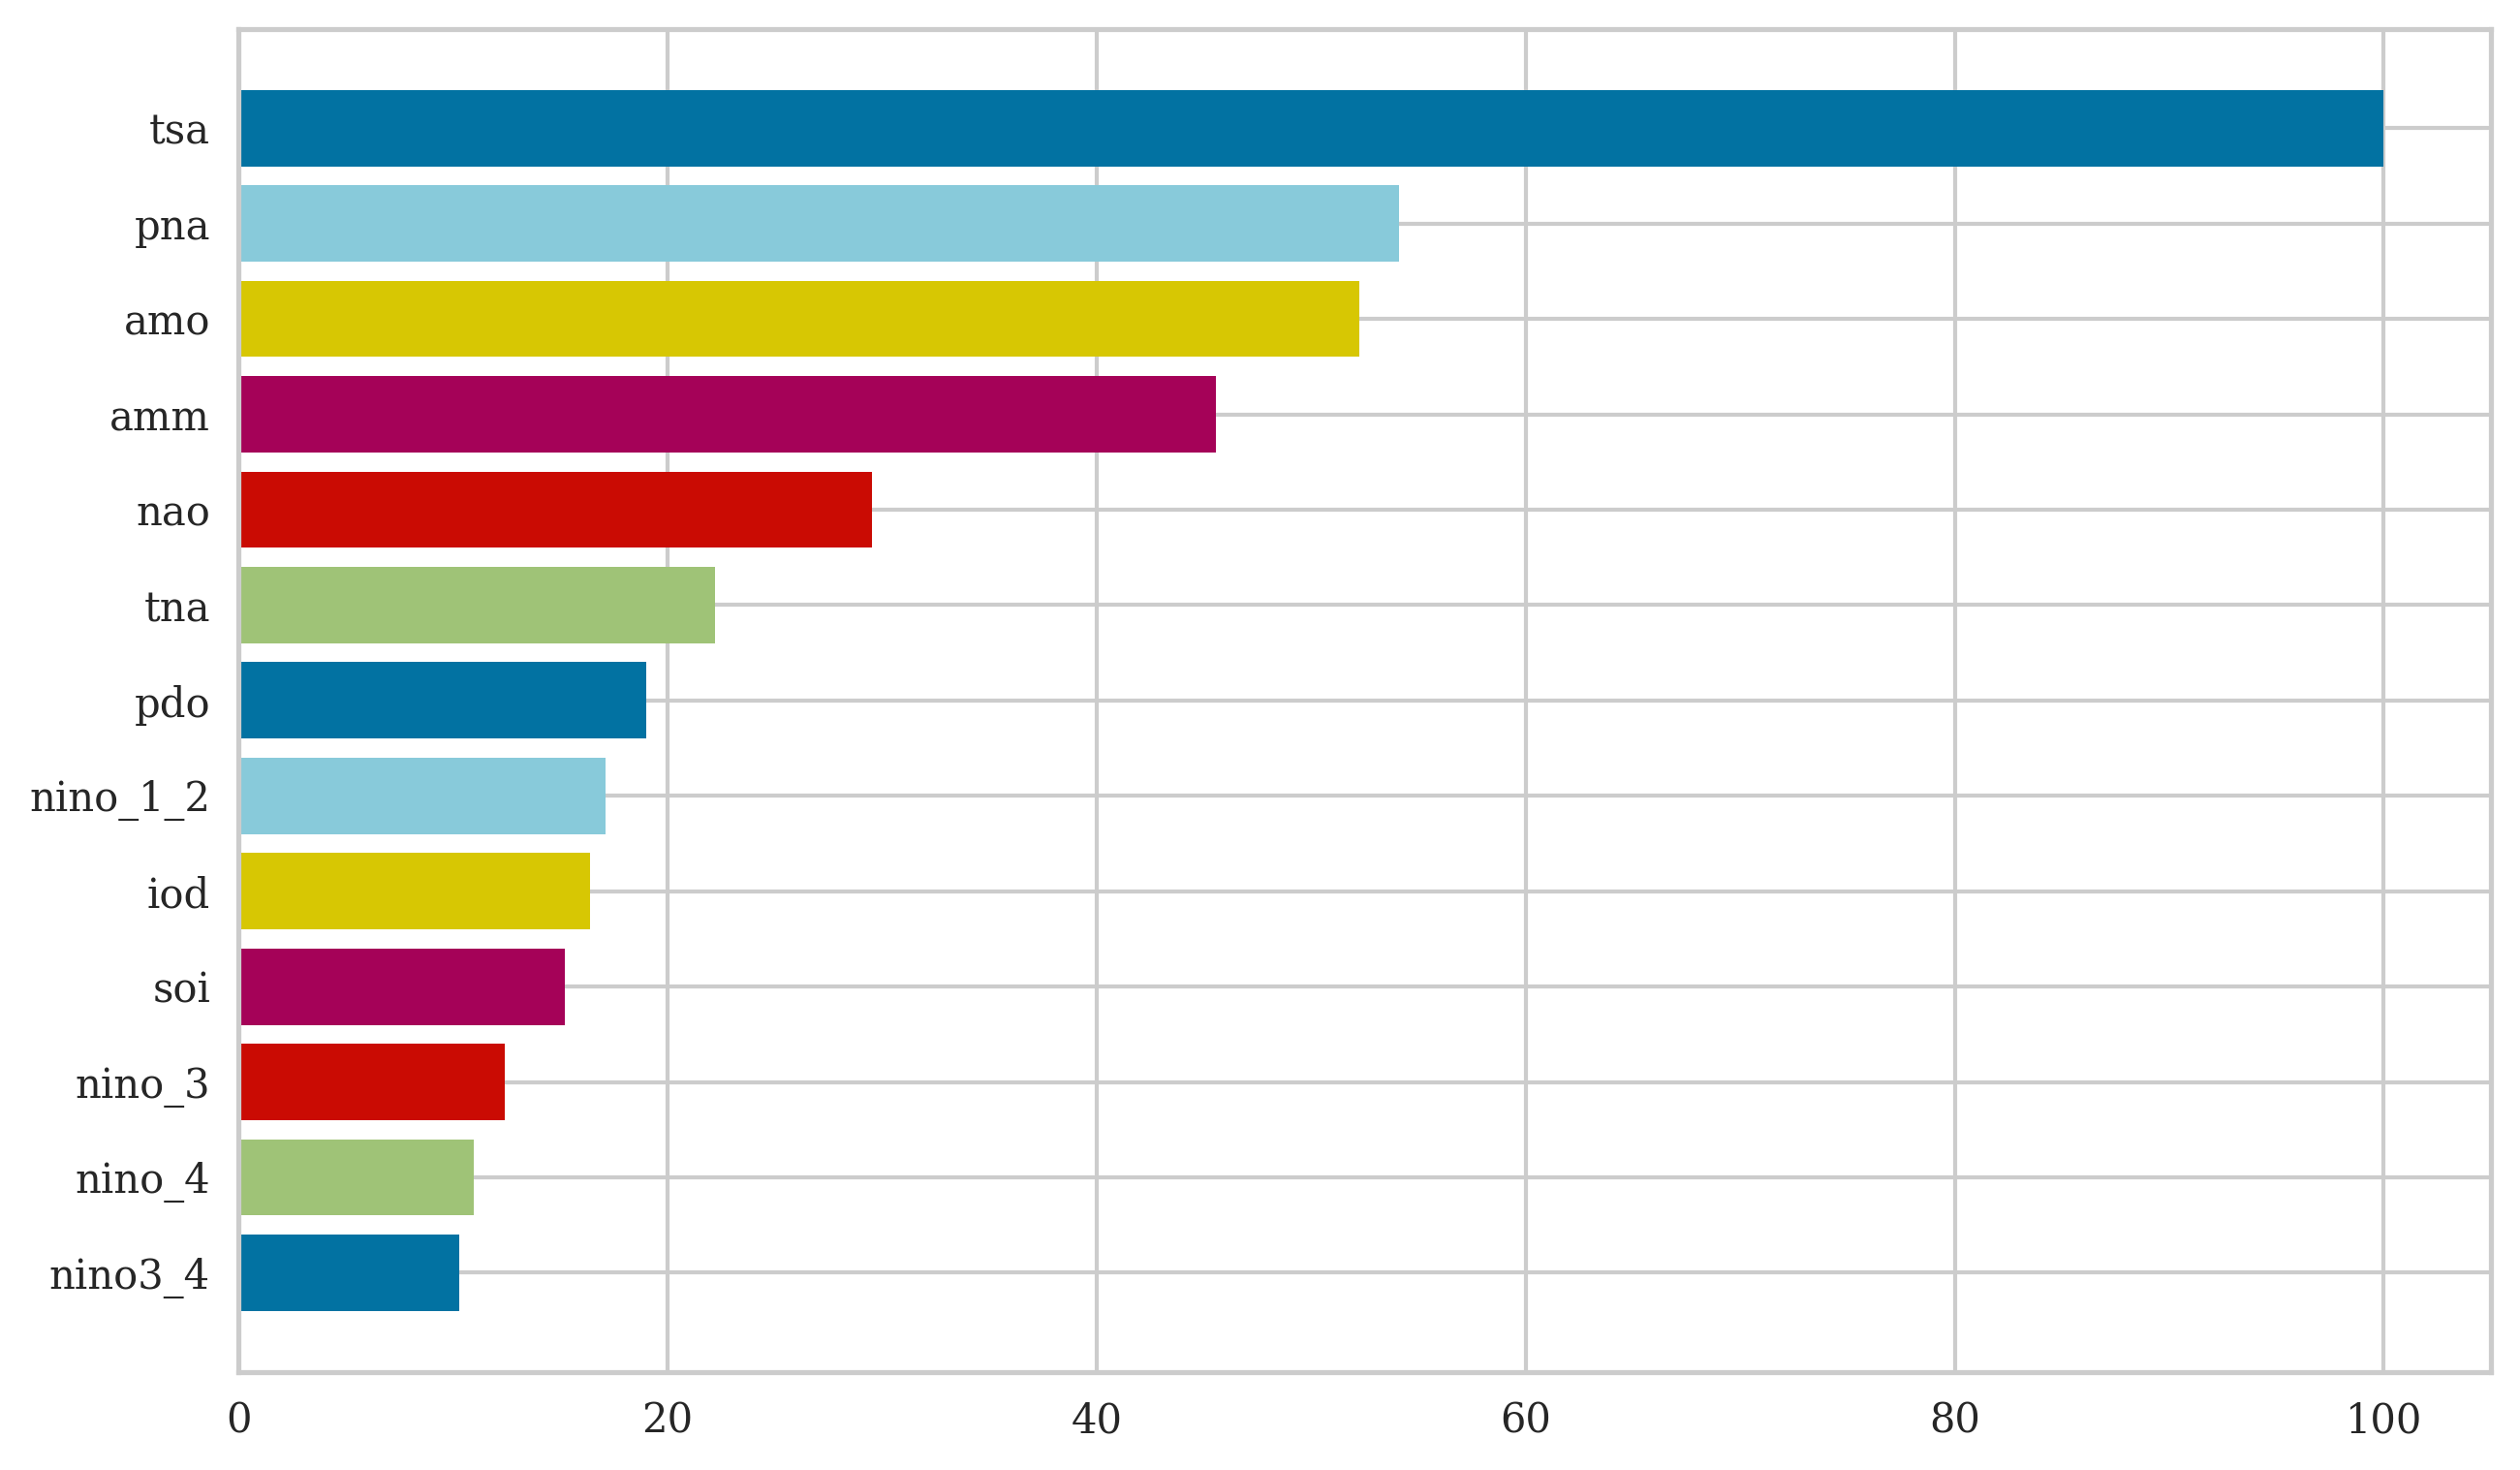 tsa
pna
amo
amm
nao
tna
pdo
nino_1_2
iod
soi
nino_3
nino_4
nino3_4
0 20 40 60 80 100